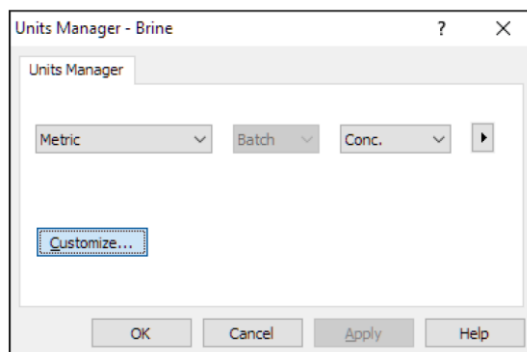 Units Manager - Brine ?
Units Manager
Metric Batch Conc.
Customize...
OK Cancel Apply Help